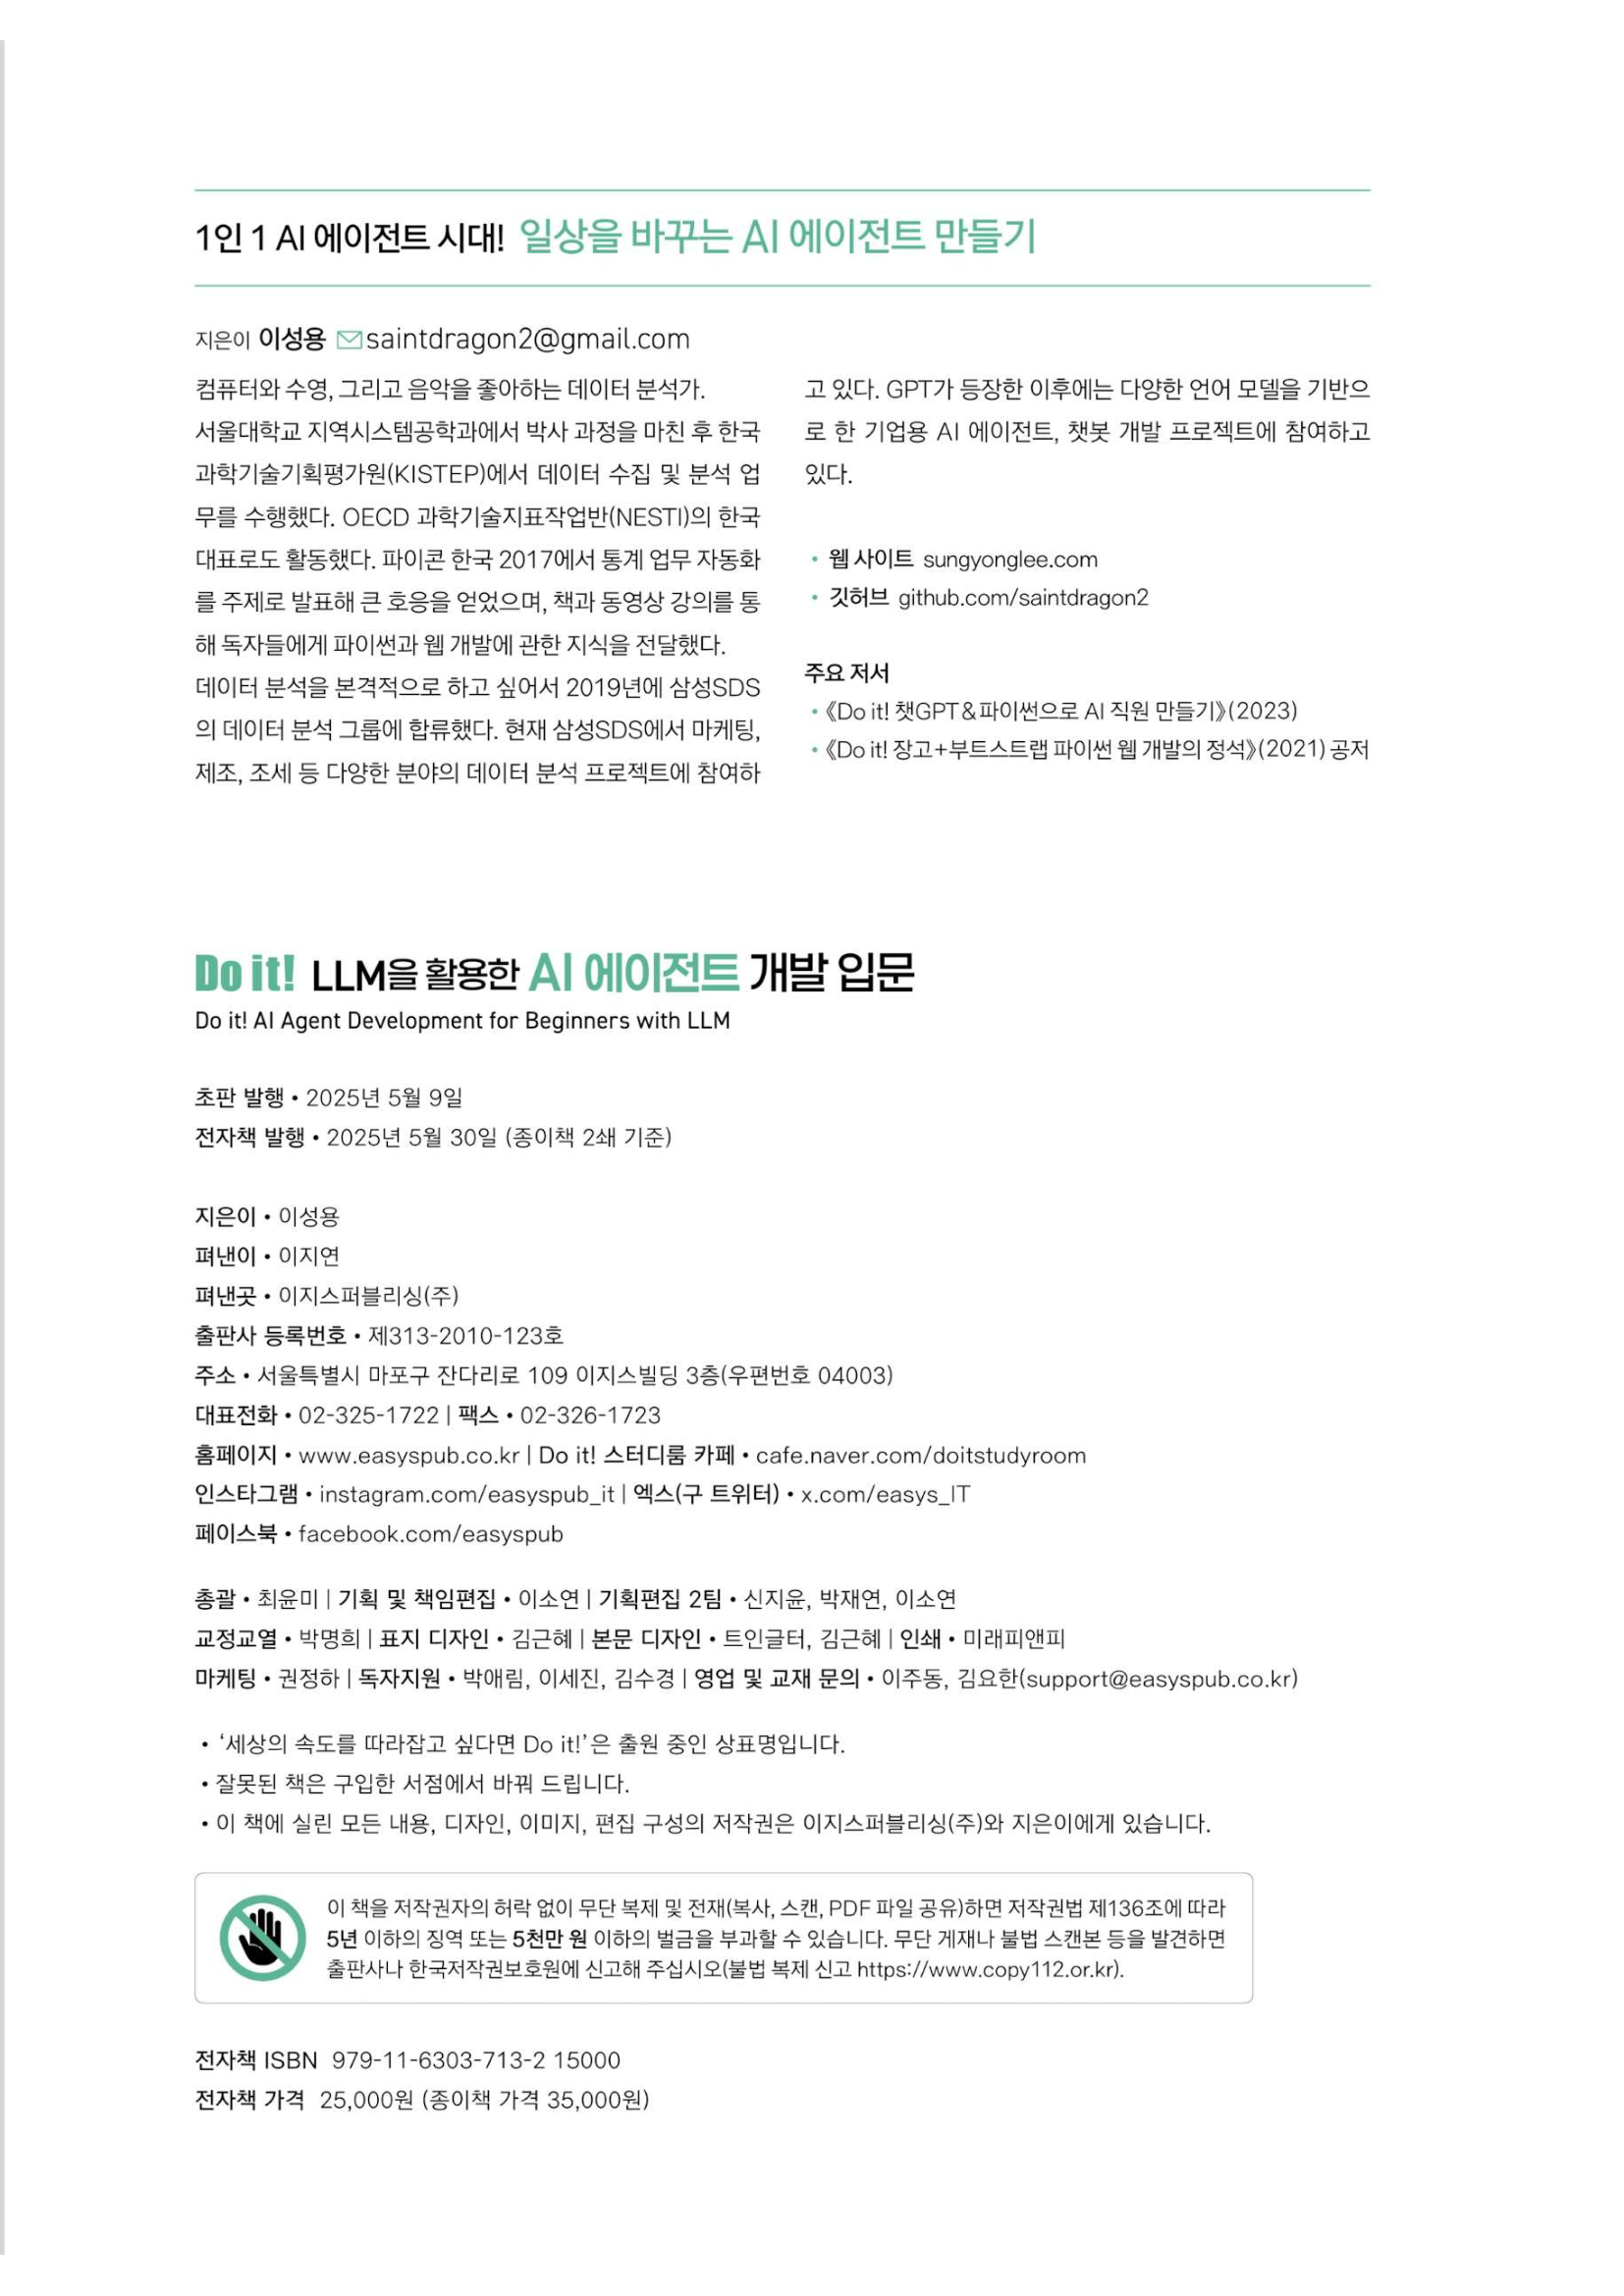 1인 1 AI 에이전트 시대! 일상을 바꾸는 AI 에이전트 만들기
지은이 이성용 saintdragon2@gmail.com
컴퓨터와 수영, 그리고 음악을 좋아하는 데이터 분석가.
서울대학교 지역시스템공학과에서 박사 과정을 마친 후 한국
과학기술기획평가원(KISTEP)에서 데이터 수집 및 분석 업
무를 수행했다. OECD 과학기술지표작업반(NESTI)의 한국
대표로도 활동했다. 파이콘 한국 2017에서 통계 업무 자동화
를 주제로 발표해 큰 호응을 얻었으며, 책과 동영상 강의를 통
해 독자들에게 파이썬과 웹 개발에 관한 지식을 전달했다.
데이터 분석을 본격적으로 하고 싶어서 2019년에 삼성SDS
의 데이터 분석 그룹에 합류했다. 현재 삼성SDS에서 마케팅,
제조, 조세 등 다양한 분야의 데이터 분석 프로젝트에 참여하
고 있다. GPT가 등장한 이후에는 다양한 언어 모델을 기반으
로 한 기업용 AI 에이전트, 챗봇 개발 프로젝트에 참여하고
있다.
• 웹 사이트 sungyonglee.com
• 깃허브 github.com/saintdragon2
주요 저서
• 《Do it! 챗GPT & 파이썬으로 AI 직원 만들기》(2023)
• 《Do it! 장고+부트스트랩 파이썬 웹 개발의 정석》(2021) 공저
Do it! LLM을 활용한 AI 에이전트 개발 입문
Do it! AI Agent Development for Beginners with LLM
초판 발행 • 2025년 5월 9일
전자책 발행 • 2025년 5월 30일 (종이책 2쇄 기준)
지은이 • 이성용
펴낸이 • 이지연
펴낸곳 • 이지스퍼블리싱(주)
출판사 등록번호 • 제313-2010-123호
주소 • 서울특별시 마포구 잔다리로 109 이지스빌딩 3층(우편번호 04003)
대표전화 • 02-325-1722 | 팩스 • 02-326-1723
홈페이지 • www.easyspub.co.kr | Do it! 스터디룸 카페 • cafe.naver.com/doitstudyroom
인스타그램 • instagram.com/easyspub_it | 엑스(구 트위터) • x.com/easys_IT
페이스북 • facebook.com/easyspub
총괄 • 최윤미 | 기획 및 책임편집 • 이소연 | 기획편집 2팀 • 신지윤, 박재연, 이소연
교정교열 • 박명희 | 표지 디자인 • 김근혜 | 본문 디자인 • 트인글터, 김근혜 | 인쇄 • 미래피앤피
마케팅 • 권정하 | 독자지원 • 박애림, 이세진, 김수경 | 영업 및 교재 문의 • 이주동, 김요한(support@easyspub.co.kr)
• ‘세상의 속도를 따라잡고 싶다면 Do it!’은 출원 중인 상표명입니다.
• 잘못된 책은 구입한 서점에서 바꿔 드립니다.
• 이 책에 실린 모든 내용, 디자인, 이미지, 편집 구성의 저작권은 이지스퍼블리싱(주)와 지은이에게 있습니다.
이 책을 저작권자의 허락 없이 무단 복제 및 전재(복사, 스캔, PDF 파일 공유)하면 저작권법 제136조에 따라
5년 이하의 징역 또는 5천만 원 이하의 벌금을 부과할 수 있습니다. 무단 게재나 불법 스캔본 등을 발견하면
출판사나 한국저작권보호원에 신고해 주십시오(불법 복제 신고 https://www.copy112.or.kr).
전자책 ISBN 979-11-6303-713-2 15000
전자책 가격 25,000원 (종이책 가격 35,000원)